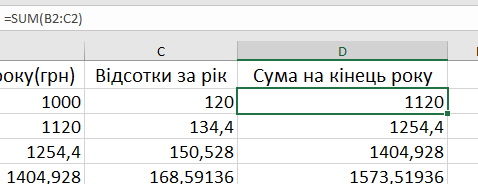 =SUM(B2:C2)
C D
року(грн) Відсотки за рік Сума на кінець року
1000 120 1120
1120 134,4 1254,4
1254,4 150,528 1404,928
1404,928 168,59136 1573,51936